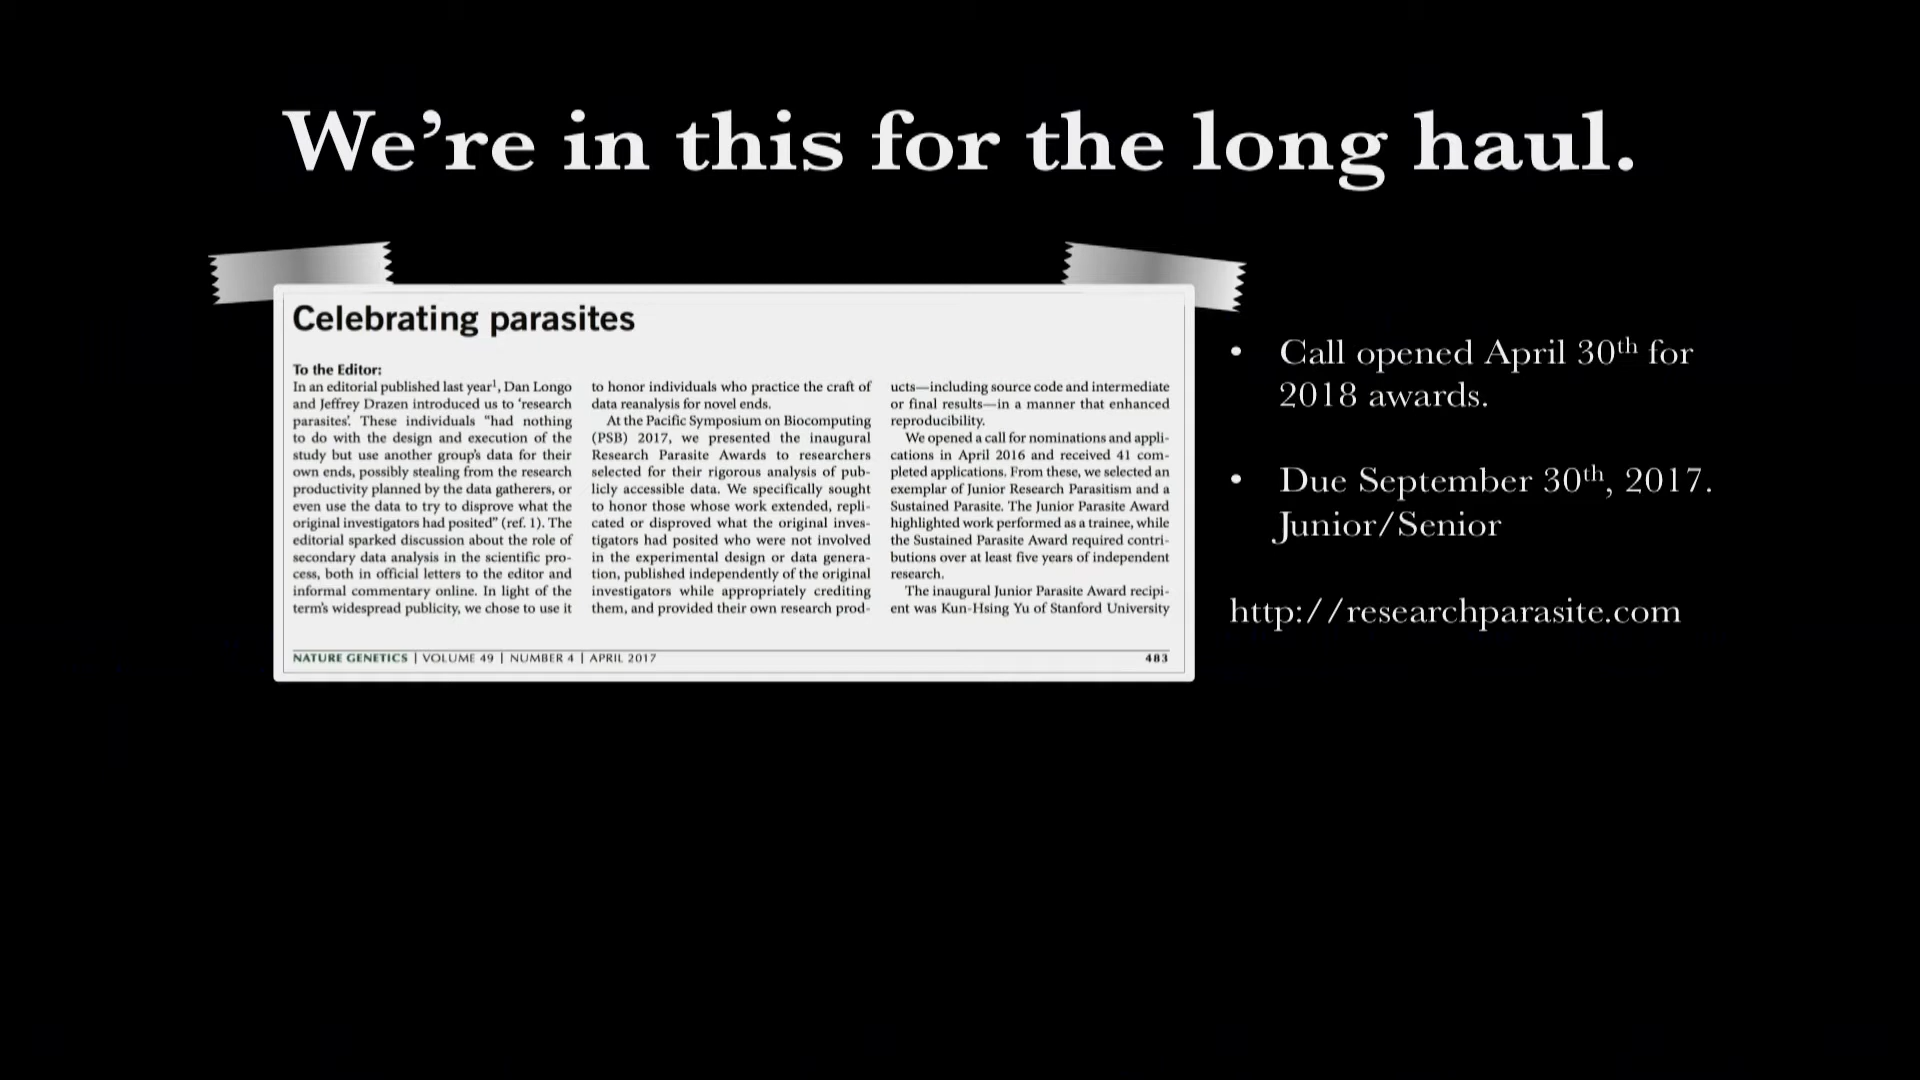 We’re in this for the long haul.
Celebrating parasites
To the Editor:
In an editorial published last year1, Dan Longo
and Jeffrey Drazen introduced us to ‘research
parasites’. These individuals “had nothing
to do with the design and execution of the
study but use another group’s data for their
own ends, possibly stealing from the research
productivity planned by the data gatherers, or
even use the data to try to disprove what the
original investigators had posited” (ref. 1). The
editorial sparked discussion about the role of
secondary data analysis in the scientific pro-
cess, both in official letters to the editor and
informal commentary online. In light of the
term’s widespread publicity, we chose to use it
to honor individuals who practice the craft of
data reanalysis for novel ends.
At the Pacific Symposium on Biocomputing
(PSB) 2017, we presented the inaugural
Research Parasite Awards to researchers
selected for their rigorous analysis of pub-
licly accessible data. We specifically sought
to honor those whose work extended, repli-
cated or disproved what the original inves-
tigators had posited who were not involved
in the experimental design or data genera-
tion, published independently of the original
investigators while appropriately crediting
them, and provided their own research prod-
ucts—including source code and intermediate
or final results—in a manner that enhanced
reproducibility.
We opened a call for nominations and appli-
cations in April 2016 and received 41 com-
pleted applications. From these, we selected an
exemplar of Junior Research Parasitism and a
Sustained Parasite. The Junior Parasite Award
highlighted work performed as a trainee, while
the Sustained Parasite Award required contri-
butions over at least five years of independent
research.
The inaugural Junior Parasite Award recipi-
ent was Kun-Hsing Yu of Stanford University
NATURE GENETICS | VOLUME 49 | NUMBER 4 | APRIL 2017
483
• Call opened April 30th for
2018 awards.
• Due September 30th, 2017.
Junior/Senior
http://researchparasite.com